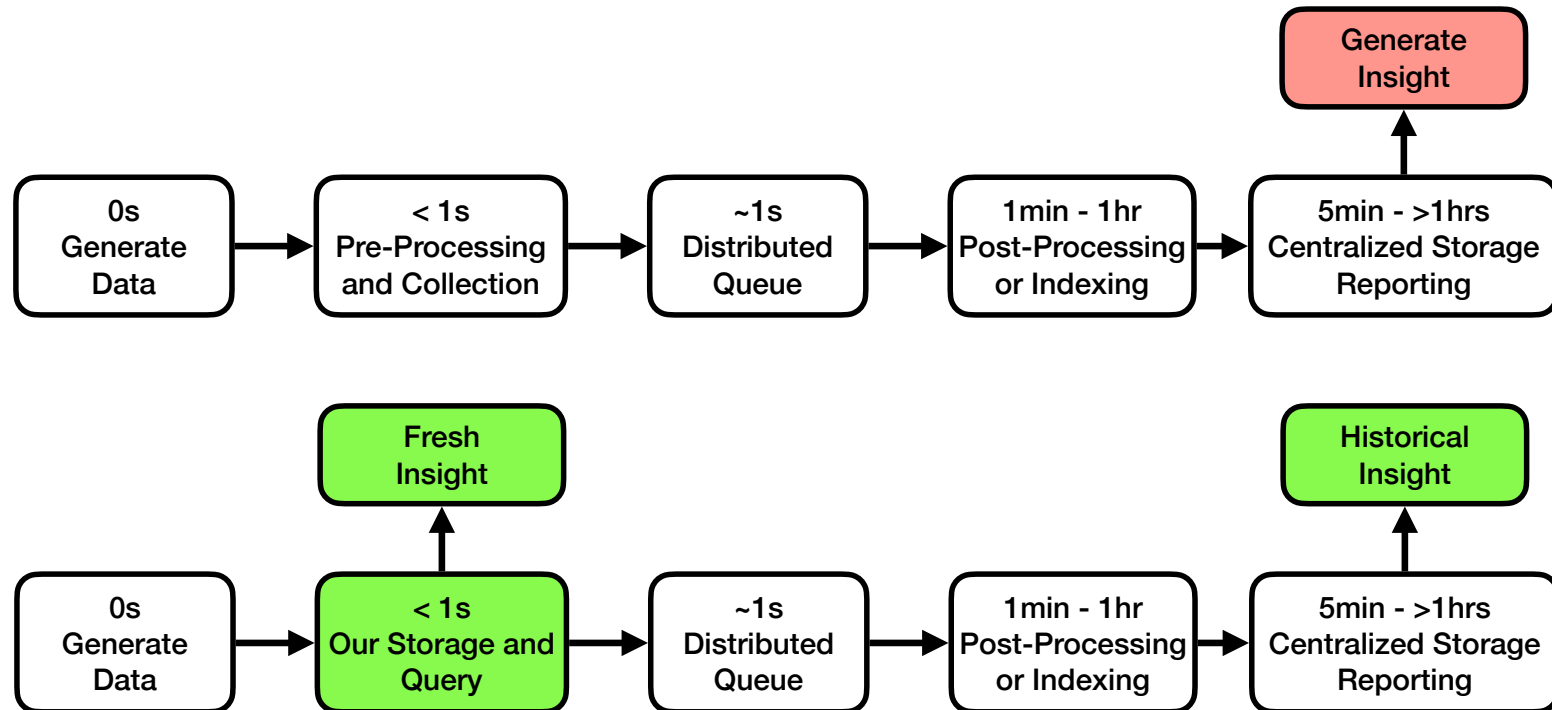 Generate
Insight
0s
Generate
Data
< 1s
Pre-Processing
and Collection
~1s
Distributed
Queue
1min - 1hr
Post-Processing
or Indexing
5min - >1hrs
Centralized Storage
Reporting
Fresh
Insight
Historical
Insight
0s
Generate
Data
< 1s
Our Storage and
Query
~1s
Distributed
Queue
1min - 1hr
Post-Processing
or Indexing
5min - >1hrs
Centralized Storage
Reporting